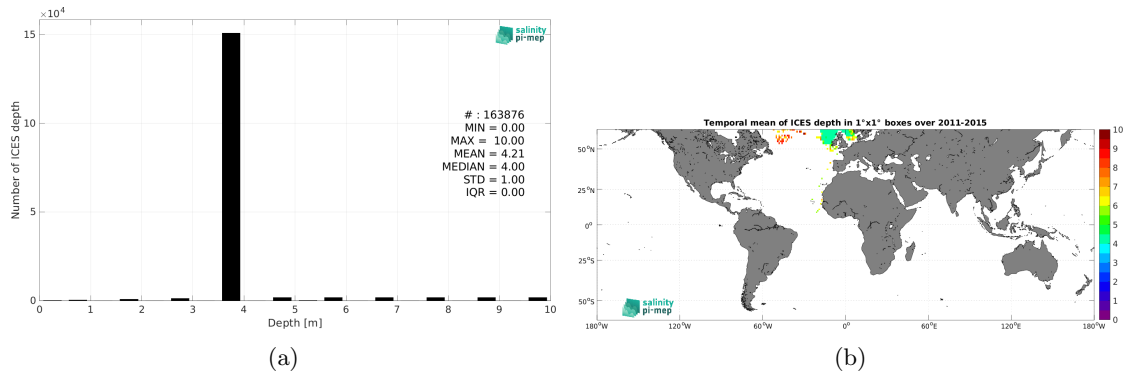 ×10⁴
15
10
5
0
Number of ICES depth
salinity
pi-mep
# : 163876
MIN = 0.00
MAX = 10.00
MEAN = 4.21
MEDIAN = 4.00
STD = 1.00
IQR = 0.00
0 1 2 3 4 5 6 7 8 9 10
Depth [m]
(a)
Temporal mean of ICES depth in 1°x1° boxes over 2011-2015
50°N
25°N
0°
25°S
50°S
salinity
pi-mep
180°W 120°W 60°W 0° 60°E 120°E 180°E
10
9
8
7
6
5
4
3
2
1
0
(b)